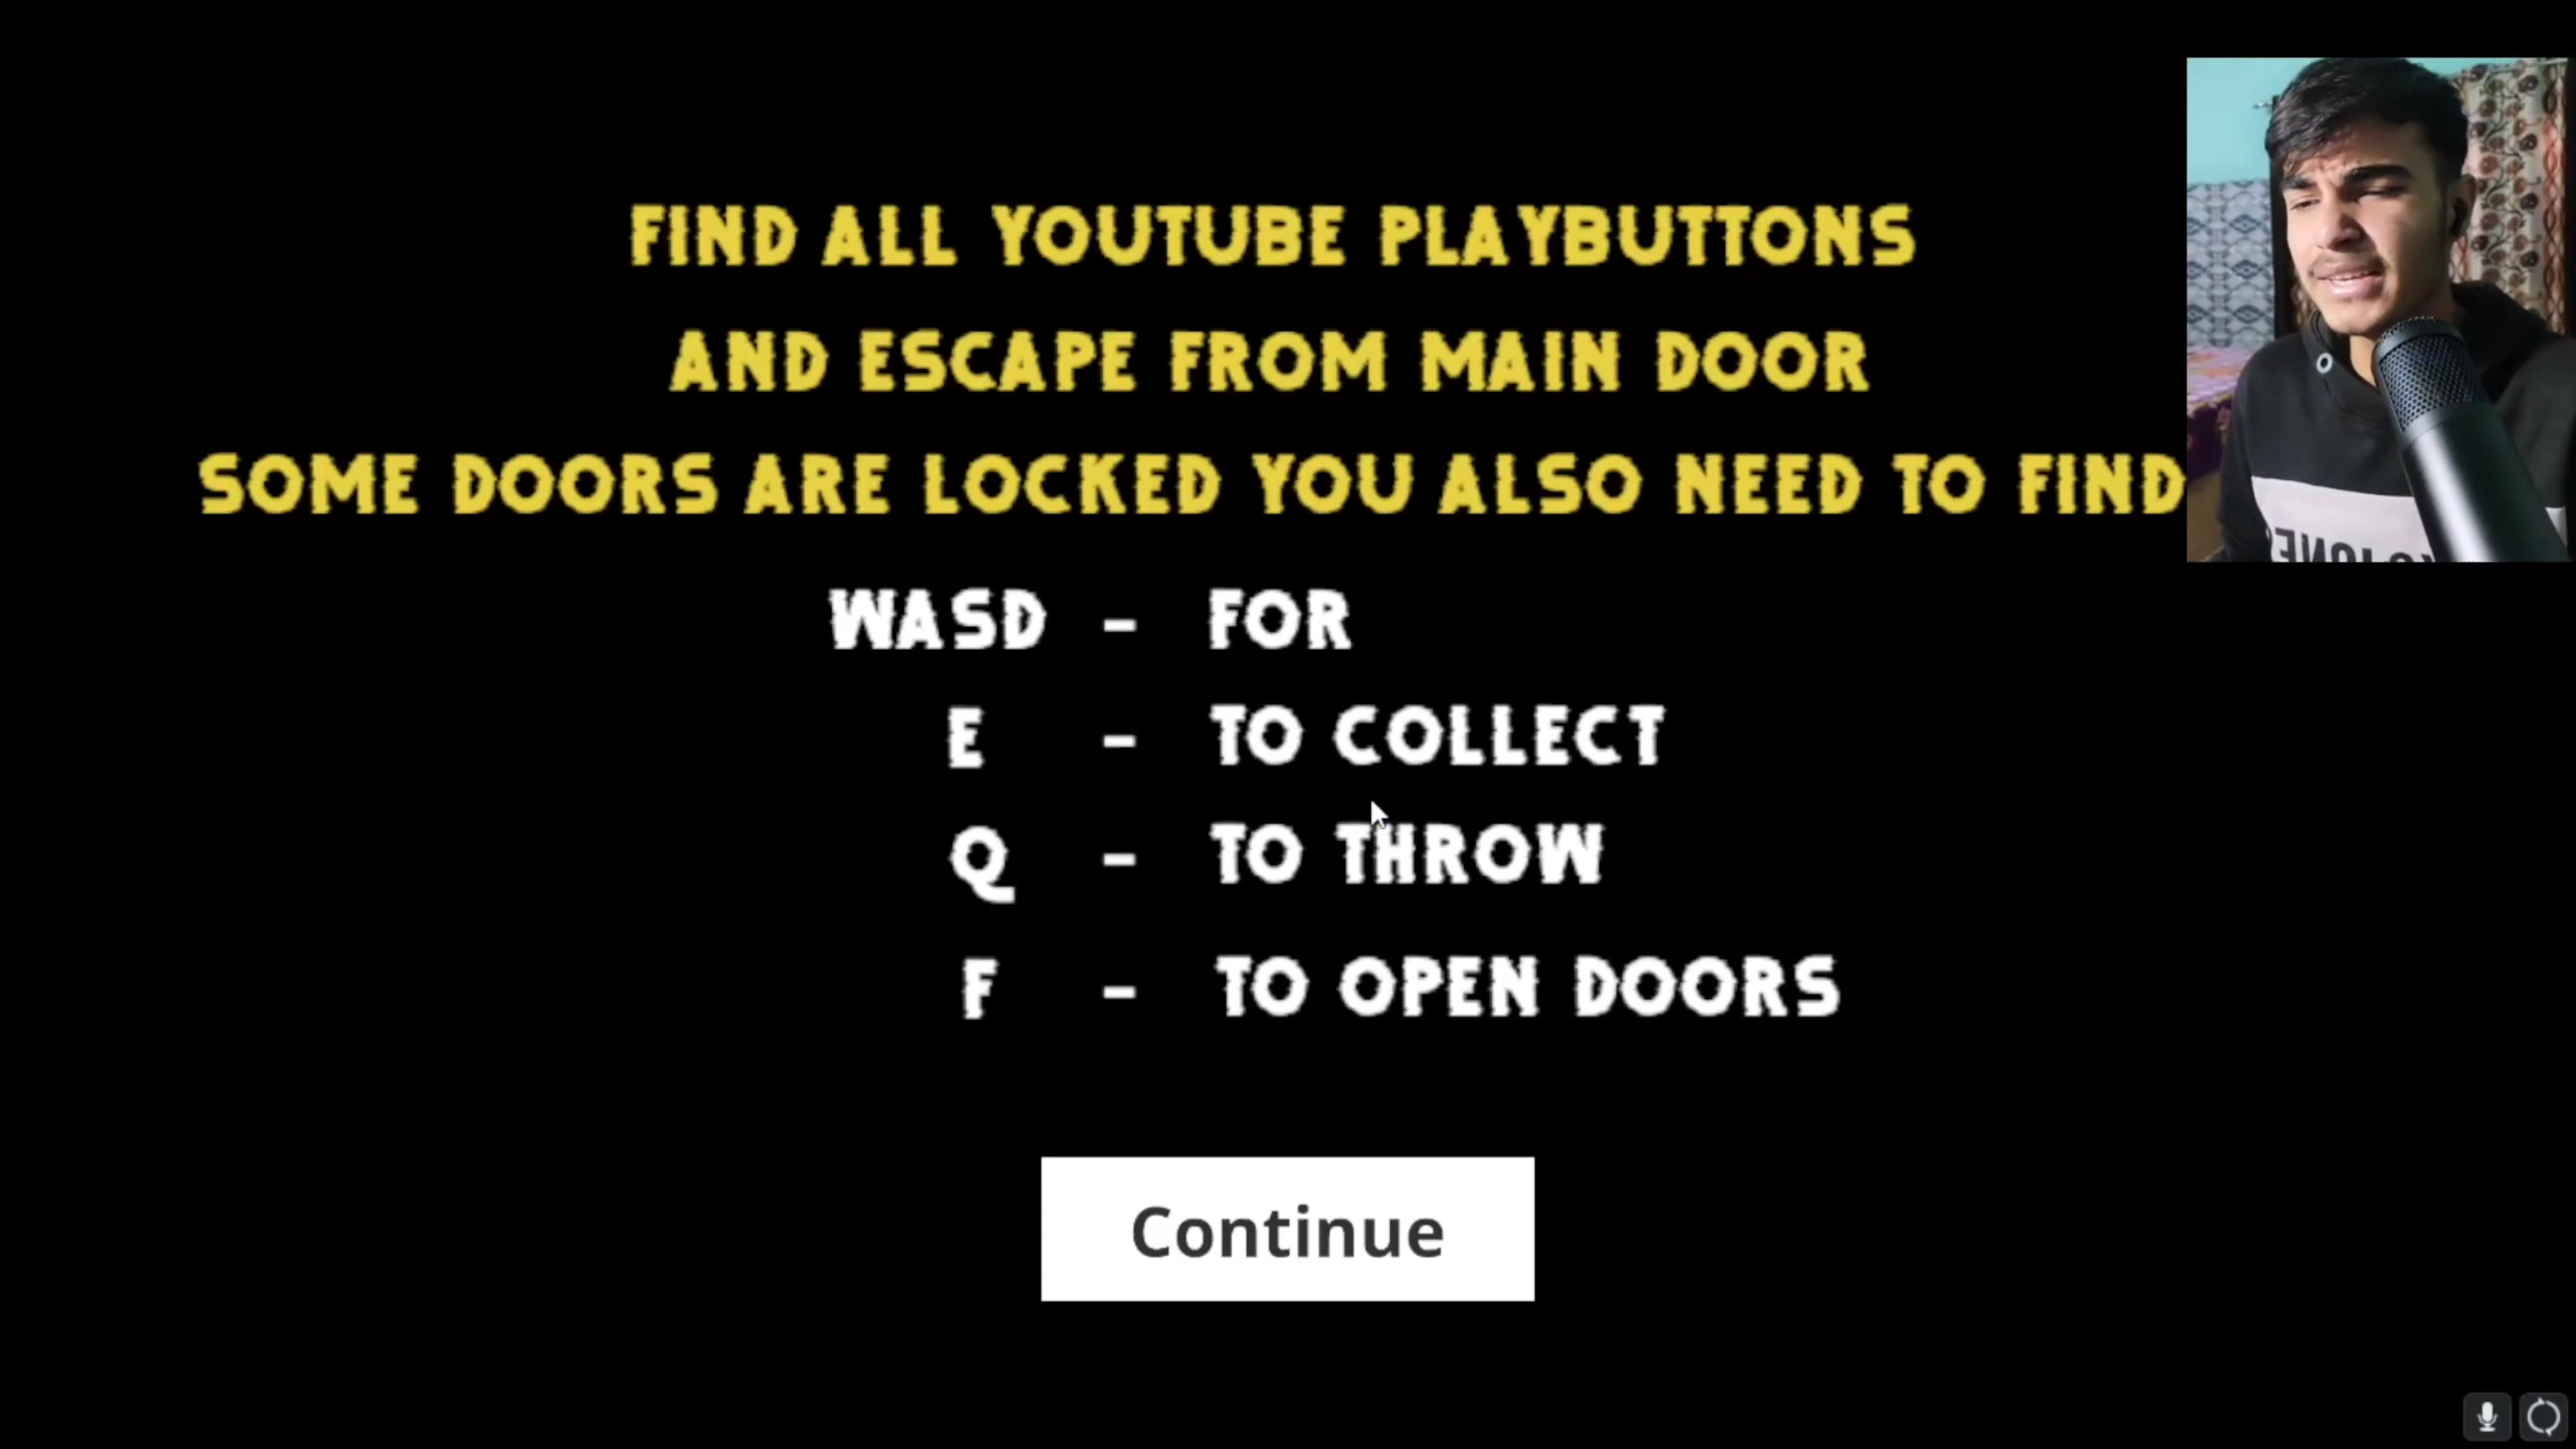 FIND ALL YOUTUBE PLAYBUTTONS
AND ESCAPE FROM MAIN DOOR
SOME DOORS ARE LOCKED YOU ALSO NEED TO FIND
WASD - FOR
E - TO COLLECT
Q - TO THROW
F - TO OPEN DOORS
Continue